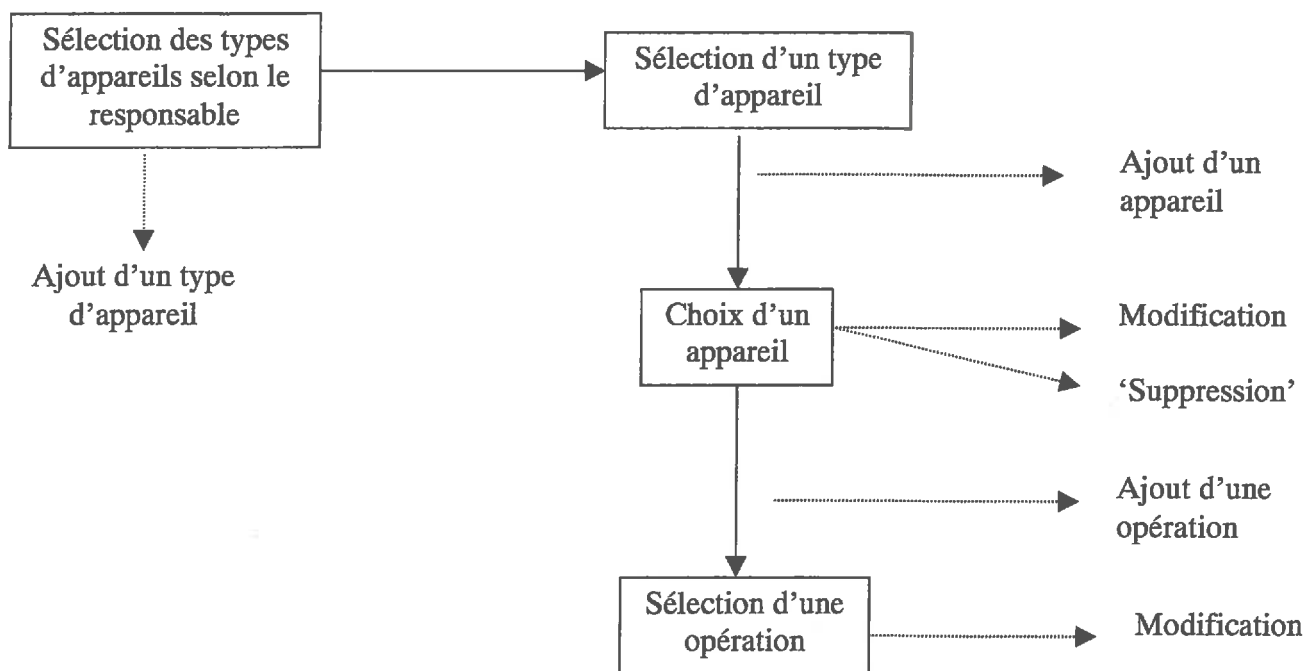 Sélection des types
d’appareils selon le
responsable
Sélection d’un type
d’appareil
Ajout d’un
appareil
Ajout d’un type
d’appareil
Choix d’un
appareil
Modification
‘Suppression’
Ajout d’une
opération
Sélection d’une
opération
Modification